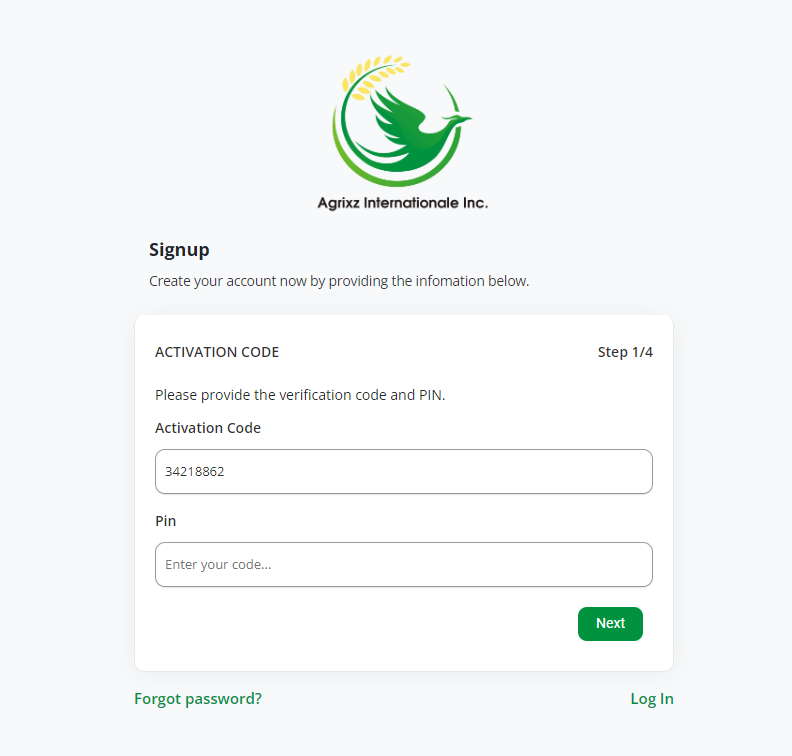 Agrixz Internationale Inc.
Signup
Create your account now by providing the infomation below.
ACTIVATION CODE Step 1/4
Please provide the verification code and PIN.
Activation Code
34218862
Pin
Enter your code...
Next
Forgot password? Log In